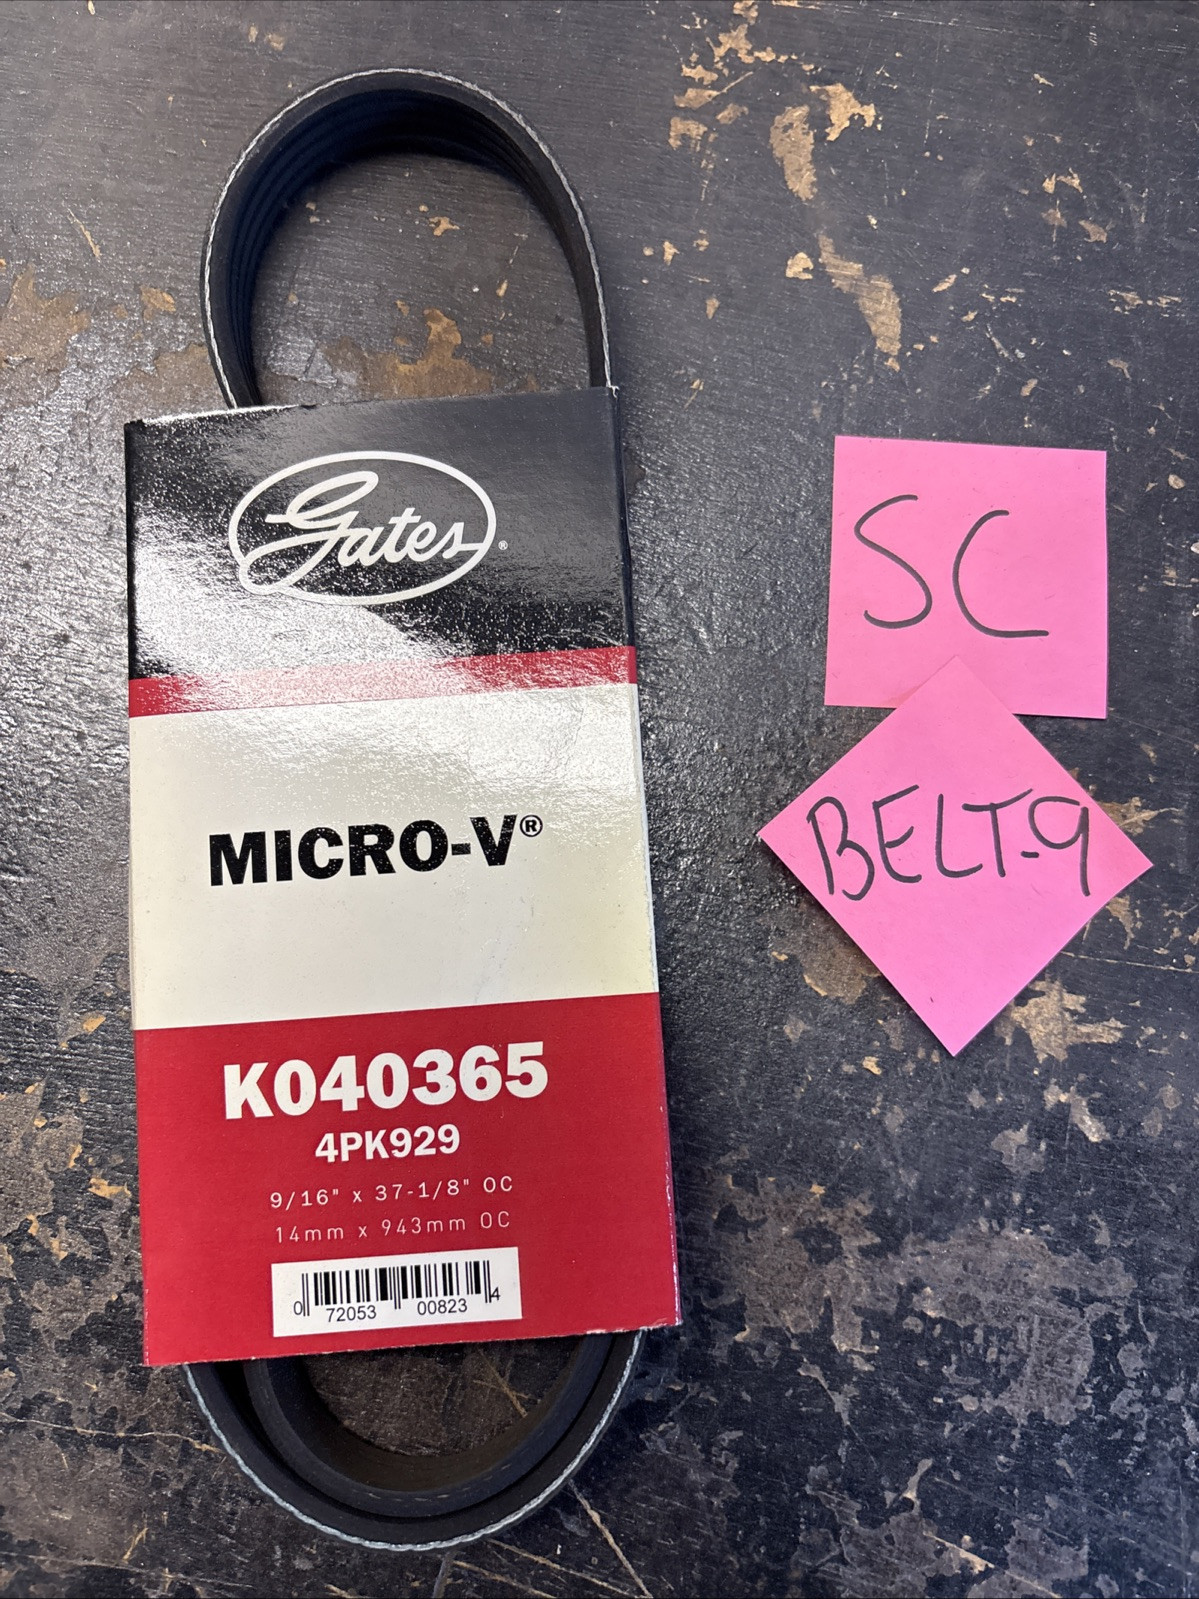 Gates®
MICRO-V®
K040365
4PK929
9/16" x 37-1/8" OC
14mm x 943mm OC
0 72053 00823 4
SC
BELT-9